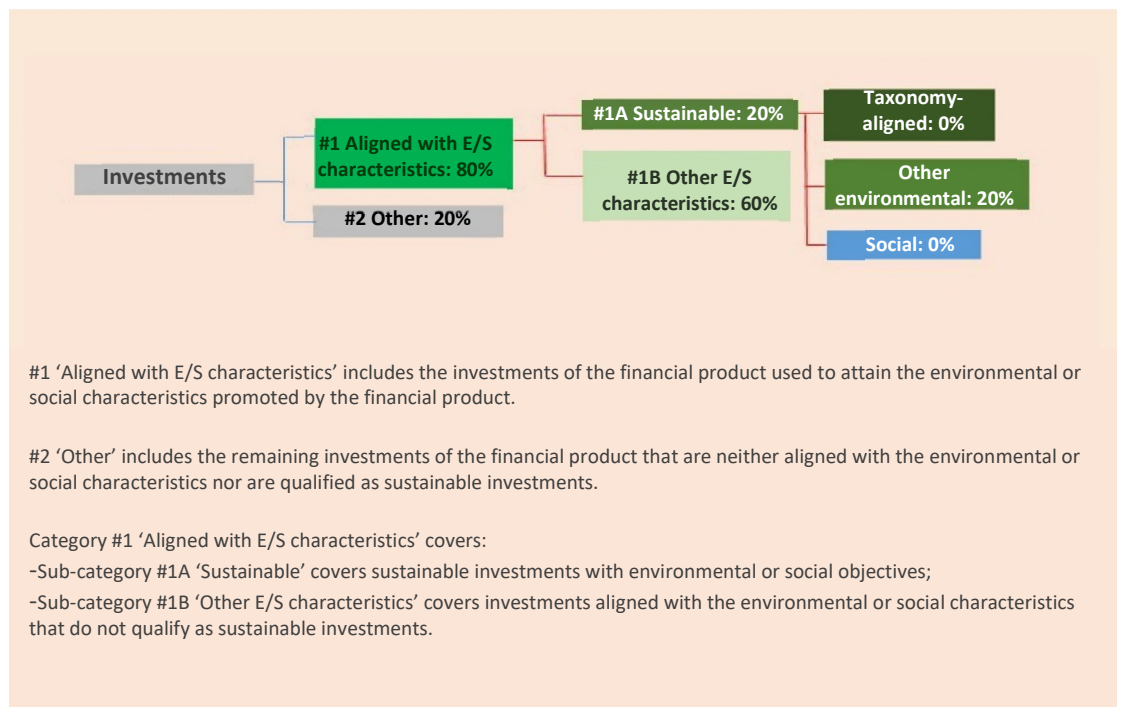 Investments
#1 Aligned with E/S
characteristics: 80%
#2 Other: 20%
#1A Sustainable: 20%
#1B Other E/S
characteristics: 60%
Taxonomy-
aligned: 0%
Other
environmental: 20%
Social: 0%
#1 ‘Aligned with E/S characteristics’ includes the investments of the financial product used to attain the environmental or
social characteristics promoted by the financial product.
#2 ‘Other’ includes the remaining investments of the financial product that are neither aligned with the environmental or
social characteristics nor are qualified as sustainable investments.
Category #1 ‘Aligned with E/S characteristics’ covers:
-Sub-category #1A ‘Sustainable’ covers sustainable investments with environmental or social objectives;
-Sub-category #1B ‘Other E/S characteristics’ covers investments aligned with the environmental or social characteristics
that do not qualify as sustainable investments.